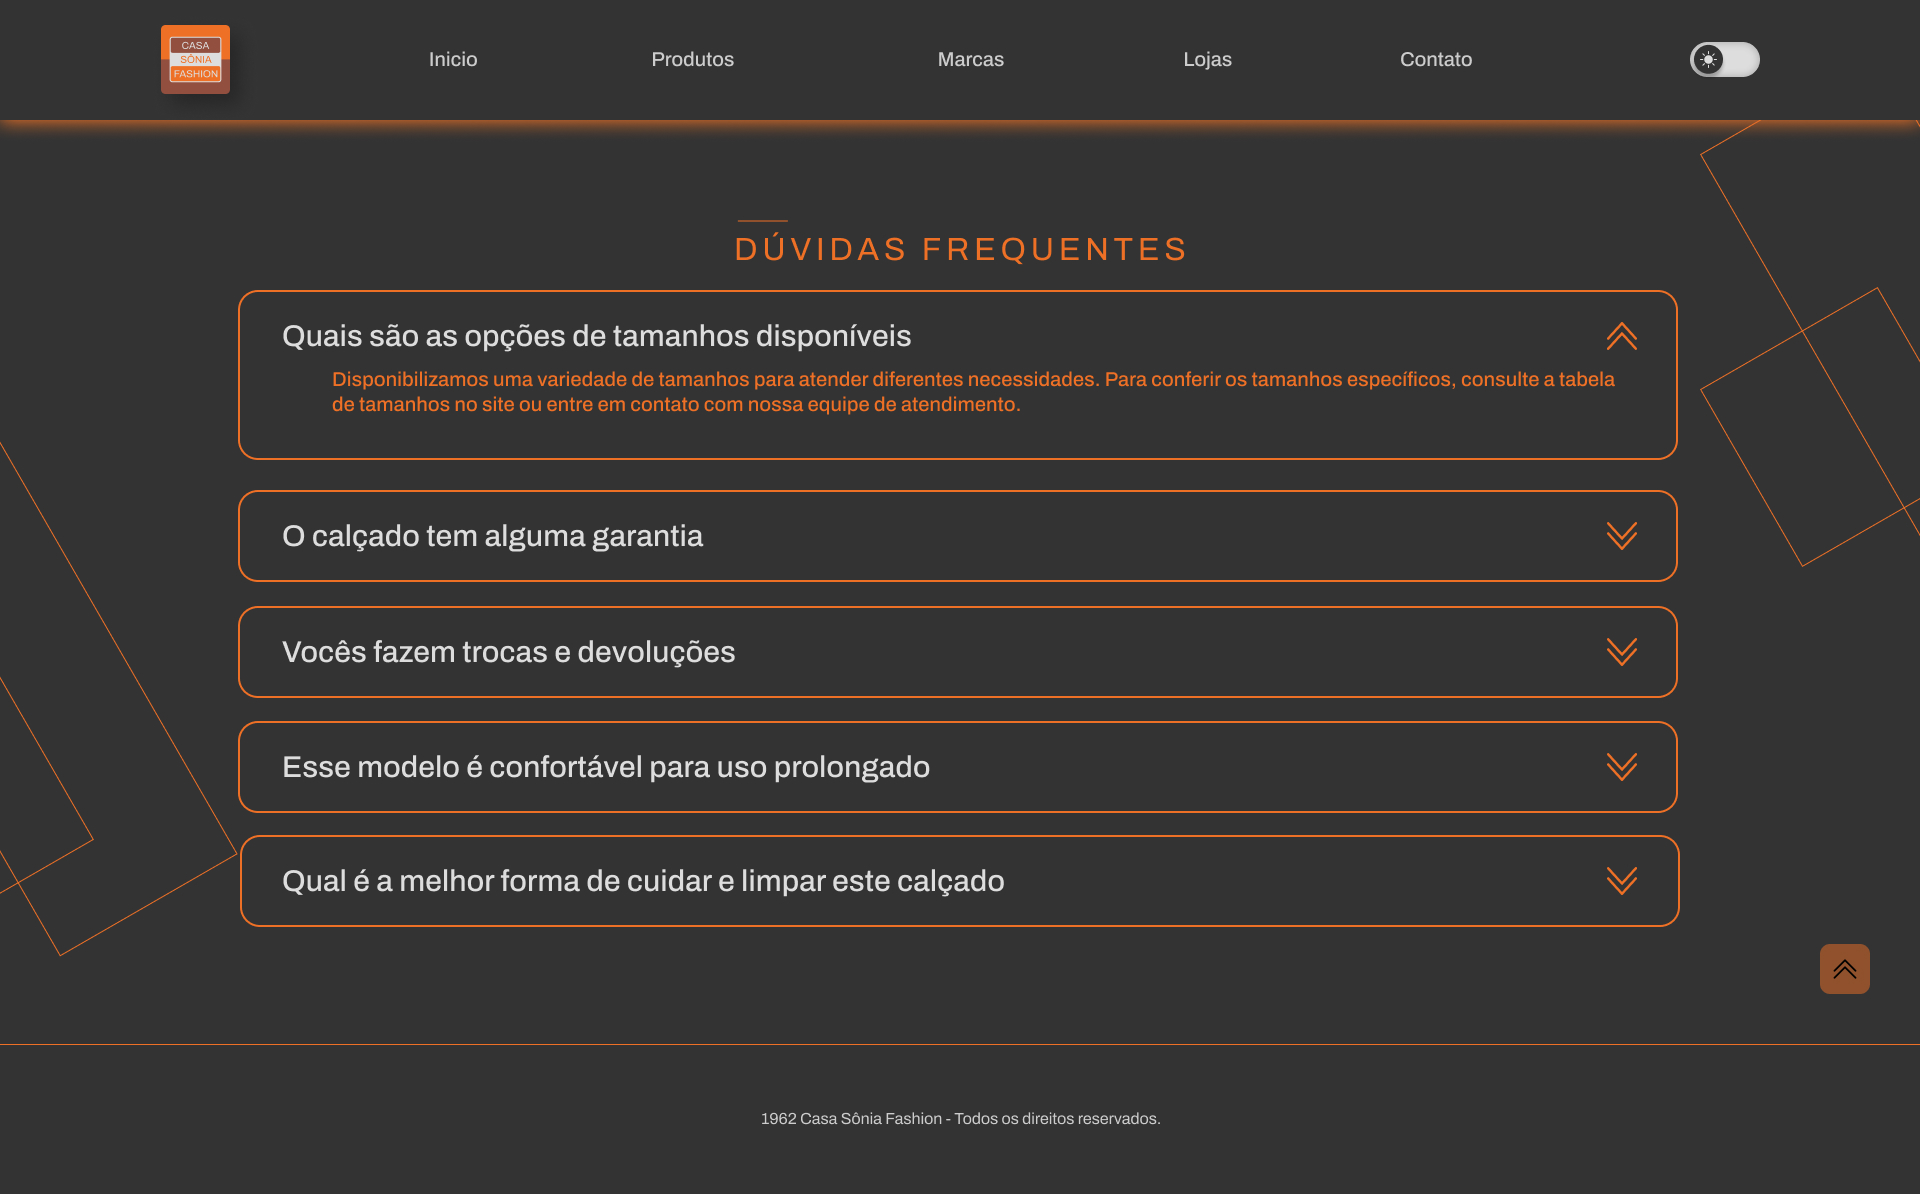 CASA
SÔNIA
FASHION
Inicio
Produtos
Marcas
Lojas
Contato
DÚVIDAS FREQUENTES
Quais são as opções de tamanhos disponíveis
Disponibilizamos uma variedade de tamanhos para atender diferentes necessidades. Para conferir os tamanhos específicos, consulte a tabela
de tamanhos no site ou entre em contato com nossa equipe de atendimento.
O calçado tem alguma garantia
Vocês fazem trocas e devoluções
Esse modelo é confortável para uso prolongado
Qual é a melhor forma de cuidar e limpar este calçado
1962 Casa Sônia Fashion - Todos os direitos reservados.